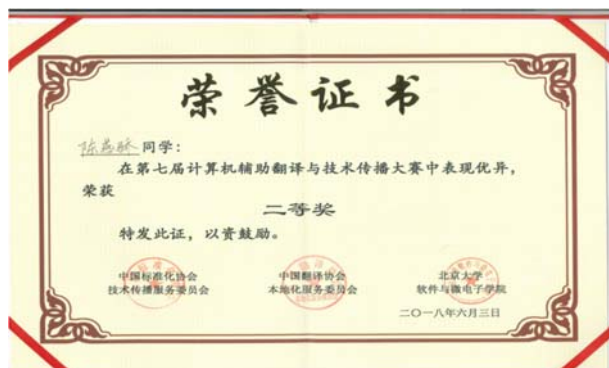 荣誉证书
同学：
在第七届计算机辅助翻译与技术传播大赛中表现优异，
荣获
二等奖
特发此证，以资鼓励。
中国标准化协会 中国翻译协会 北京大学
技术传播服务委员会 本地化服务委员会 软件与微电子学院
二〇一八年六月三日